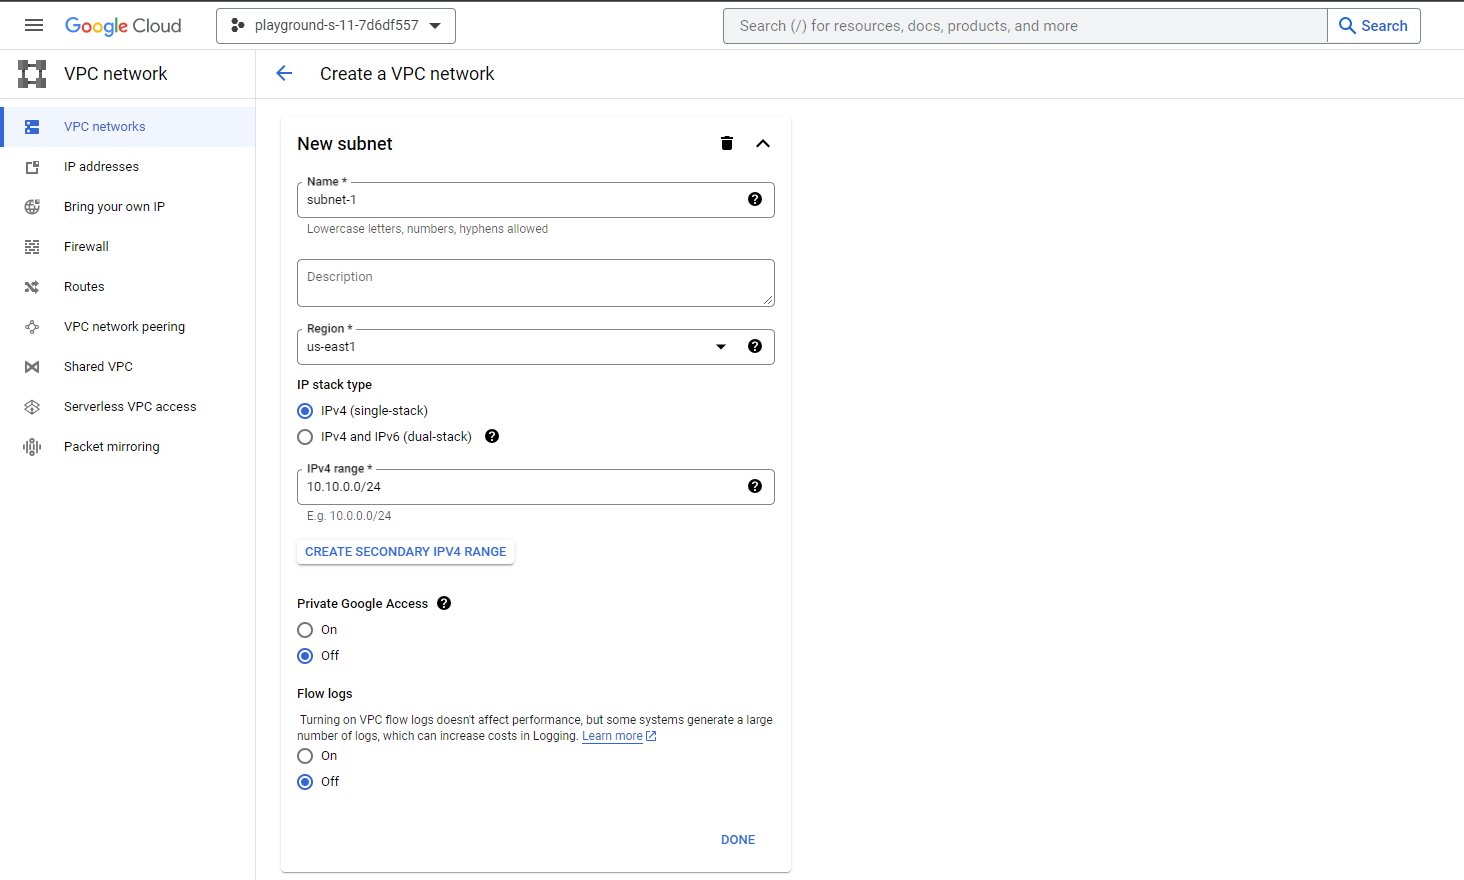 Google Cloud
playground-s-11-7d6df557
Search (/) for resources, docs, products, and more
Search
VPC network
Create a VPC network
VPC networks
IP addresses
Bring your own IP
Firewall
Routes
VPC network peering
Shared VPC
Serverless VPC access
Packet mirroring
New subnet
Name *
subnet-1
Lowercase letters, numbers, hyphens allowed
Description
Region *
us-east1
IP stack type
IPv4 (single-stack)
IPv4 and IPv6 (dual-stack)
IPv4 range *
10.10.0.0/24
E.g. 10.0.0.0/24
CREATE SECONDARY IPV4 RANGE
Private Google Access
On
Off
Flow logs
Turning on VPC flow logs doesn't affect performance, but some systems generate a large
number of logs, which can increase costs in Logging. Learn more
On
Off
DONE